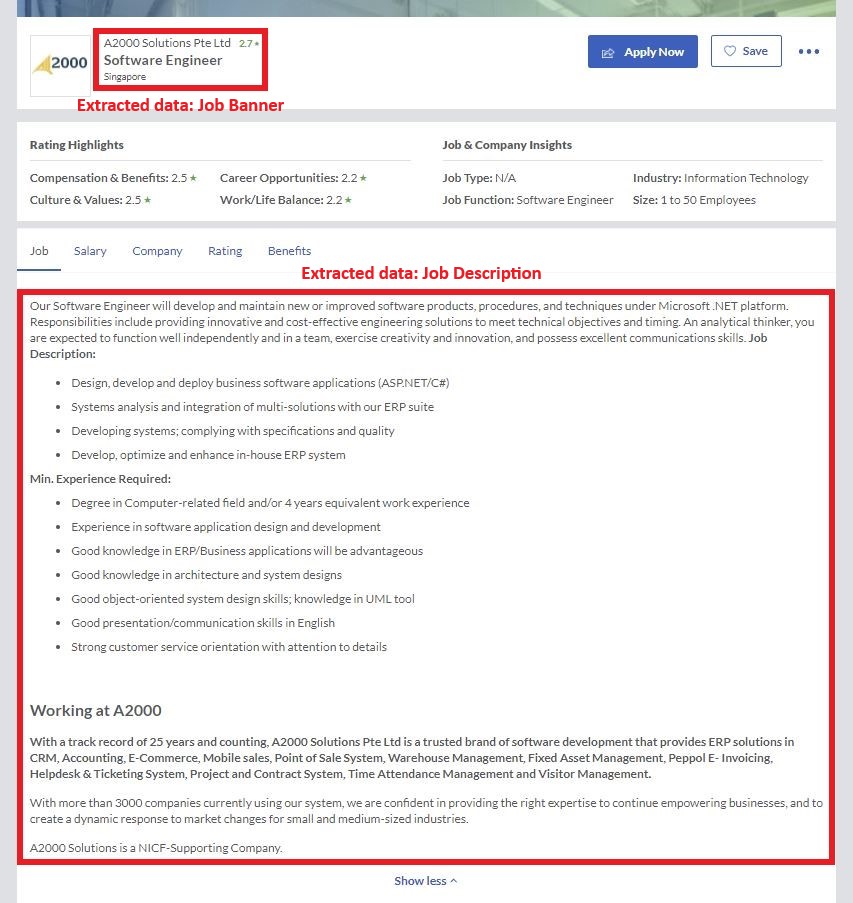 A2000
A2000 Solutions Pte Ltd 2.7★
Software Engineer
Singapore
Apply Now
Save
Extracted data: Job Banner
Rating Highlights
Compensation & Benefits: 2.5 ★ Career Opportunities: 2.2 ★
Culture & Values: 2.5 ★ Work/Life Balance: 2.2 ★
Job & Company Insights
Job Type: N/A Industry: Information Technology
Job Function: Software Engineer Size: 1 to 50 Employees
Job Salary Company Rating Benefits
Extracted data: Job Description
Our Software Engineer will develop and maintain new or improved software products, procedures, and techniques under Microsoft .NET platform.
Responsibilities include providing innovative and cost-effective engineering solutions to meet technical objectives and timing. An analytical thinker, you
are expected to function well independently and in a team, exercise creativity and innovation, and possess excellent communications skills. Job
Description:
• Design, develop and deploy business software applications (ASP.NET/C#)
• Systems analysis and integration of multi-solutions with our ERP suite
• Developing systems; complying with specifications and quality
• Develop, optimize and enhance in-house ERP system
Min. Experience Required:
• Degree in Computer-related field and/or 4 years equivalent work experience
• Experience in software application design and development
• Good knowledge in ERP/Business applications will be advantageous
• Good knowledge in architecture and system designs
• Good object-oriented system design skills; knowledge in UML tool
• Good presentation/communication skills in English
• Strong customer service orientation with attention to details
Working at A2000
With a track record of 25 years and counting, A2000 Solutions Pte Ltd is a trusted brand of software development that provides ERP solutions in
CRM, Accounting, E-Commerce, Mobile sales, Point of Sale System, Warehouse Management, Fixed Asset Management, Peppol E- Invoicing,
Helpdesk & Ticketing System, Project and Contract System, Time Attendance Management and Visitor Management.
With more than 3000 companies currently using our system, we are confident in providing the right expertise to continue empowering businesses, and to
create a dynamic response to market changes for small and medium-sized industries.
A2000 Solutions is a NICF-Supporting Company.
Show less